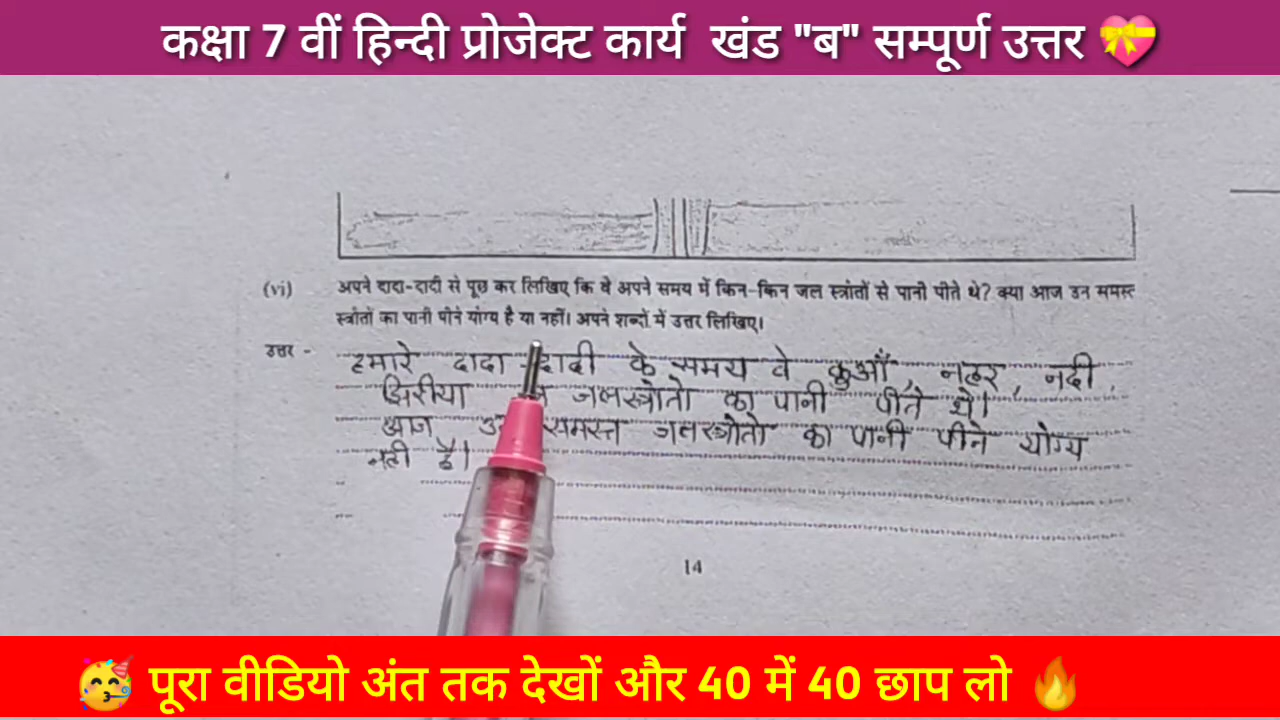 कक्षा 7 वीं हिन्दी प्रोजेक्ट कार्य खंड "ब" सम्पूर्ण उत्तर 💝
(vi) अपने दादा-दादी से पूछ कर लिखिए कि वे अपने समय में किन-किन जल स्त्रोतों से पानी पीते थे? क्या आज उन समस्त
स्त्रोतों का पानी पीने योग्य है या नहीं। अपने शब्दों में उत्तर लिखिए।
उत्तर - हमारे दादा-दादी के समय वे कुआँ, नहर, नदी,
झिरीया जलस्त्रोतो का पानी पीते थे।
आज उन समस्त जलस्त्रोतो का पानी पीने योग्य
नही है।
14
🥳 पूरा वीडियो अंत तक देखों और 40 में 40 छाप लो 🔥